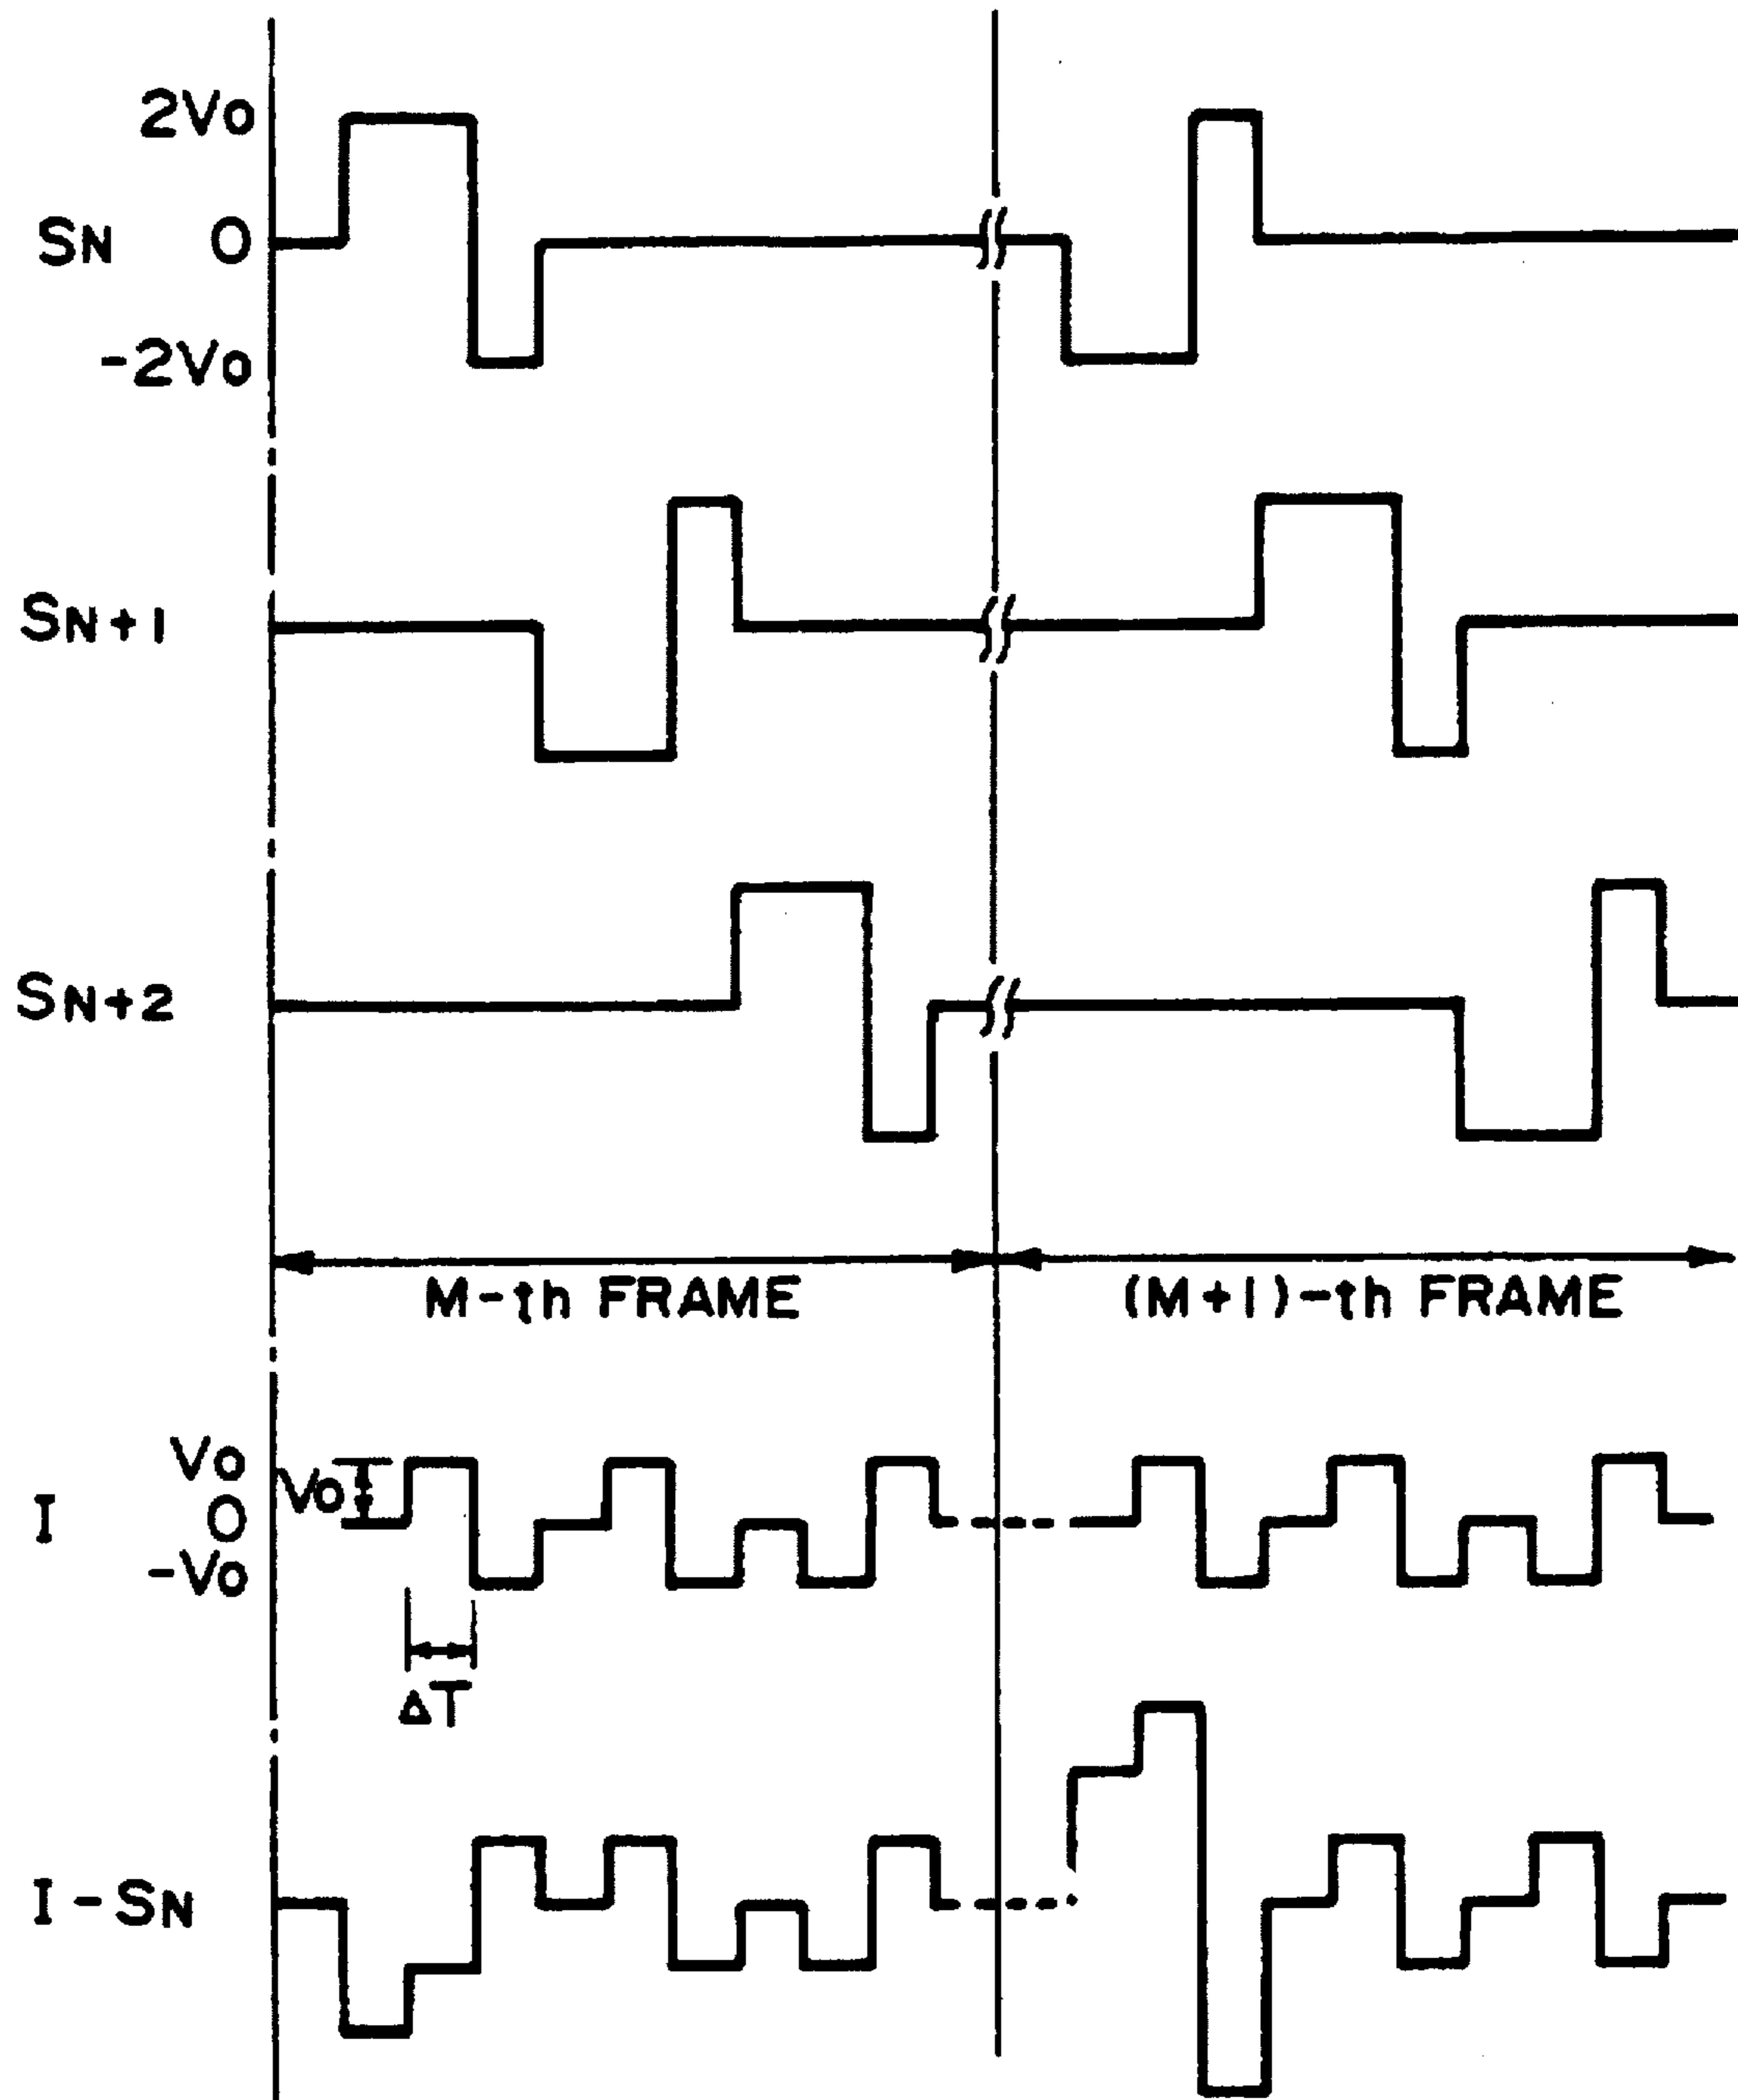 2Vo
SN 0
-2Vo
SN+1
SN+2
M-th FRAME
(M+1)-th FRAME
Vo
Vo
I 0
-Vo
ΔT
I-SN